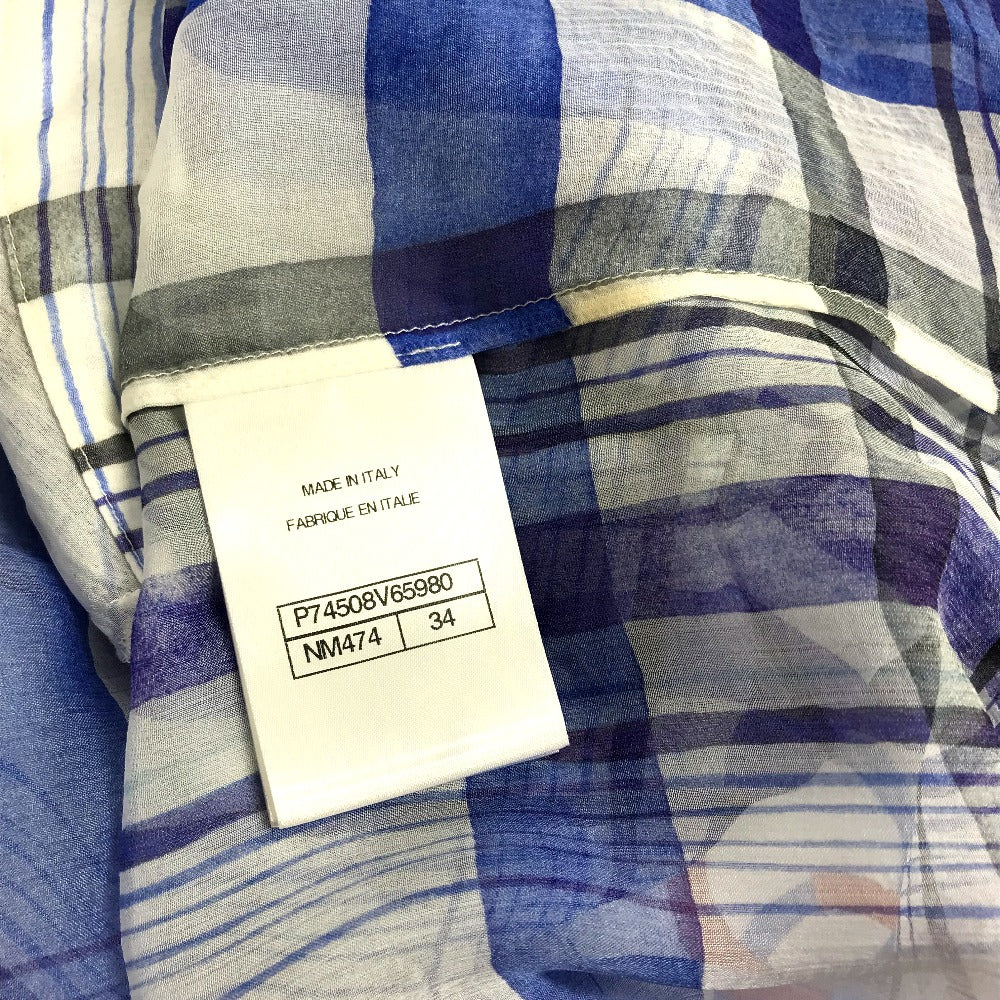 MADE IN ITALY
FABRIQUE EN ITALIE
P74508V65980
NM474 34